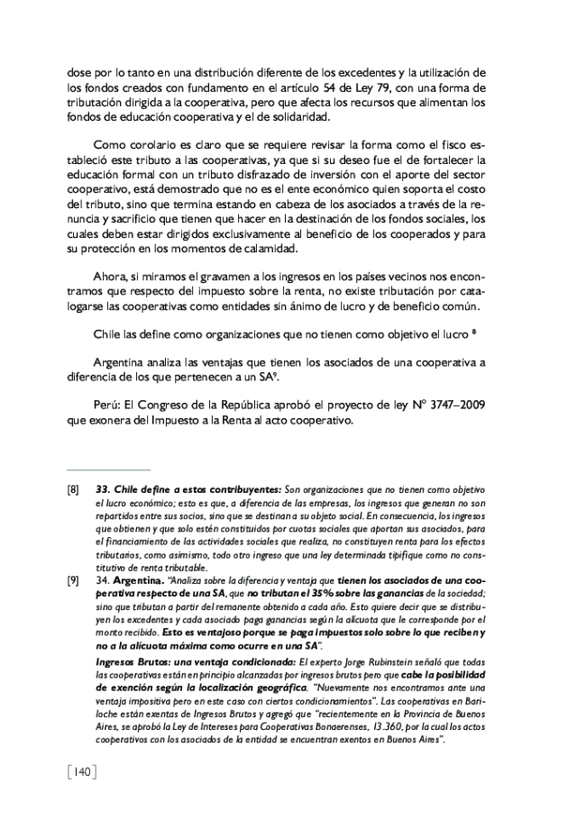 dose por lo tanto en una distribución diferente de los excedentes y la utilización de
los fondos creados con fundamento en el artículo 54 de Ley 79, con una forma de
tributación dirigida a la cooperativa, pero que afecta los recursos que alimentan los
fondos de educación cooperativa y el de solidaridad.
Como corolario es claro que se requiere revisar la forma como el fisco es-
tableció este tributo a las cooperativas, ya que si su deseo fue el de fortalecer la
educación formal con un tributo disfrazado de inversión con el aporte del sector
cooperativo, está demostrado que no es el ente económico quien soporta el costo
del tributo, sino que termina estando en cabeza de los asociados a través de la re-
nuncia y sacrificio que tienen que hacer en la destinación de los fondos sociales, los
cuales deben estar dirigidos exclusivamente al beneficio de los cooperados y para
su protección en los momentos de calamidad.
Ahora, si miramos el gravamen a los ingresos en los países vecinos nos encon-
tramos que respecto del impuesto sobre la renta, no existe tributación por cata-
logarse las cooperativas como entidades sin ánimo de lucro y de beneficio común.
Chile las define como organizaciones que no tienen como objetivo el lucro 8
Argentina analiza las ventajas que tienen los asociados de una cooperativa a
diferencia de los que pertenecen a un SA9.
Perú: El Congreso de la República aprobó el proyecto de ley Nº 3747–2009
que exonera del Impuesto a la Renta al acto cooperativo.
[8] 33. Chile define a estos contribuyentes: Son organizaciones que no tienen como objetivo
el lucro económico; esto es que, a diferencia de las empresas, los ingresos que generan no son
repartidos entre sus socios, sino que se destinan a su objeto social. En consecuencia, los ingresos
que obtienen y que solo estén constituidos por cuotas sociales que aportan sus asociados, para
el financiamiento de las actividades sociales que realiza, no constituyen renta para los efectos
tributarios, como asimismo, todo otro ingreso que una ley determinada tipifique como no cons-
titutivo de renta tributable.
[9] 34. Argentina. "Analiza sobre la diferencia y ventaja que tienen los asociados de una coo-
perativa respecto de una SA, que no tributan el 35% sobre las ganancias de la sociedad;
sino que tributan a partir del remanente obtenido a cada año. Esto quiere decir que se distribu-
yen los excedentes y cada asociado paga ganancias según la alícuota que le corresponde por el
monto recibido. Esto es ventajoso porque se paga impuestos solo sobre lo que reciben y
no a la alícuota máxima como ocurre en una SA".
Ingresos Brutos: una ventaja condicionada: El experto Jorge Rubinstein señaló que todas
las cooperativas están en principio alcanzadas por ingresos brutos pero que cabe la posibilidad
de exención según la localización geográfica. "Nuevamente nos encontramos ante una
ventaja impositiva pero en este caso con ciertos condicionamientos". Las cooperativas en Bari-
loche están exentas de Ingresos Brutos y agregó que "recientemente en la Provincia de Buenos
Aires, se aprobó la Ley de Intereses para Cooperativas Bonaerenses, 13.360, por la cual los actos
cooperativos con los asociados de la entidad se encuentran exentos en Buenos Aires".
[140]